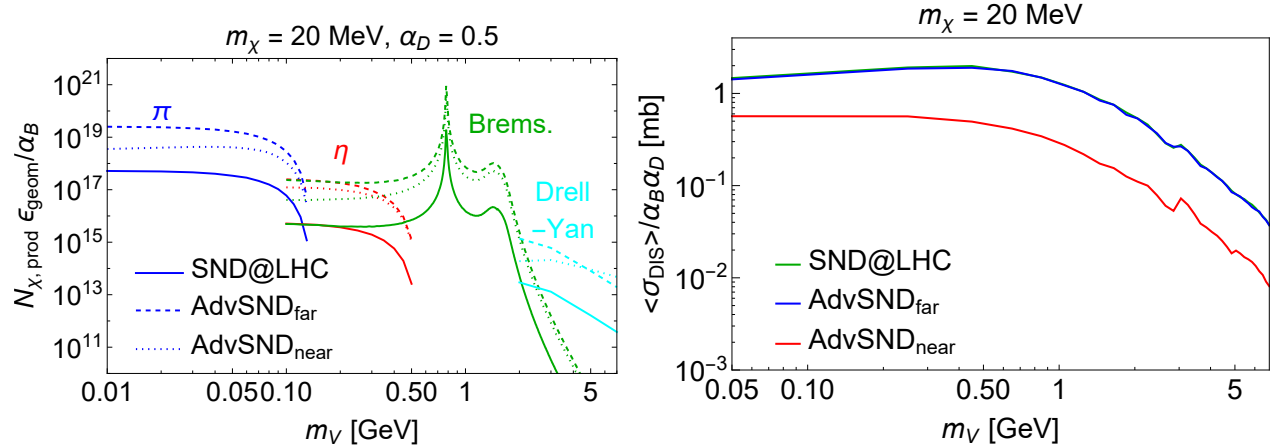 m_χ = 20 MeV, α_D = 0.5
N_χ, prod ϵ_geom/α_B
10^21
10^19
10^17
10^15
10^13
10^11
π
η
Brems.
Drell
-Yan
SND@LHC
AdvSND_far
AdvSND_near
0.01 0.05 0.10 0.50 1 5
m_V [GeV]
m_χ = 20 MeV
<σ_DIS>/α_B α_D [mb]
1
10^-1
10^-2
10^-3
SND@LHC
AdvSND_far
AdvSND_near
0.05 0.10 0.50 1 5
m_V [GeV]